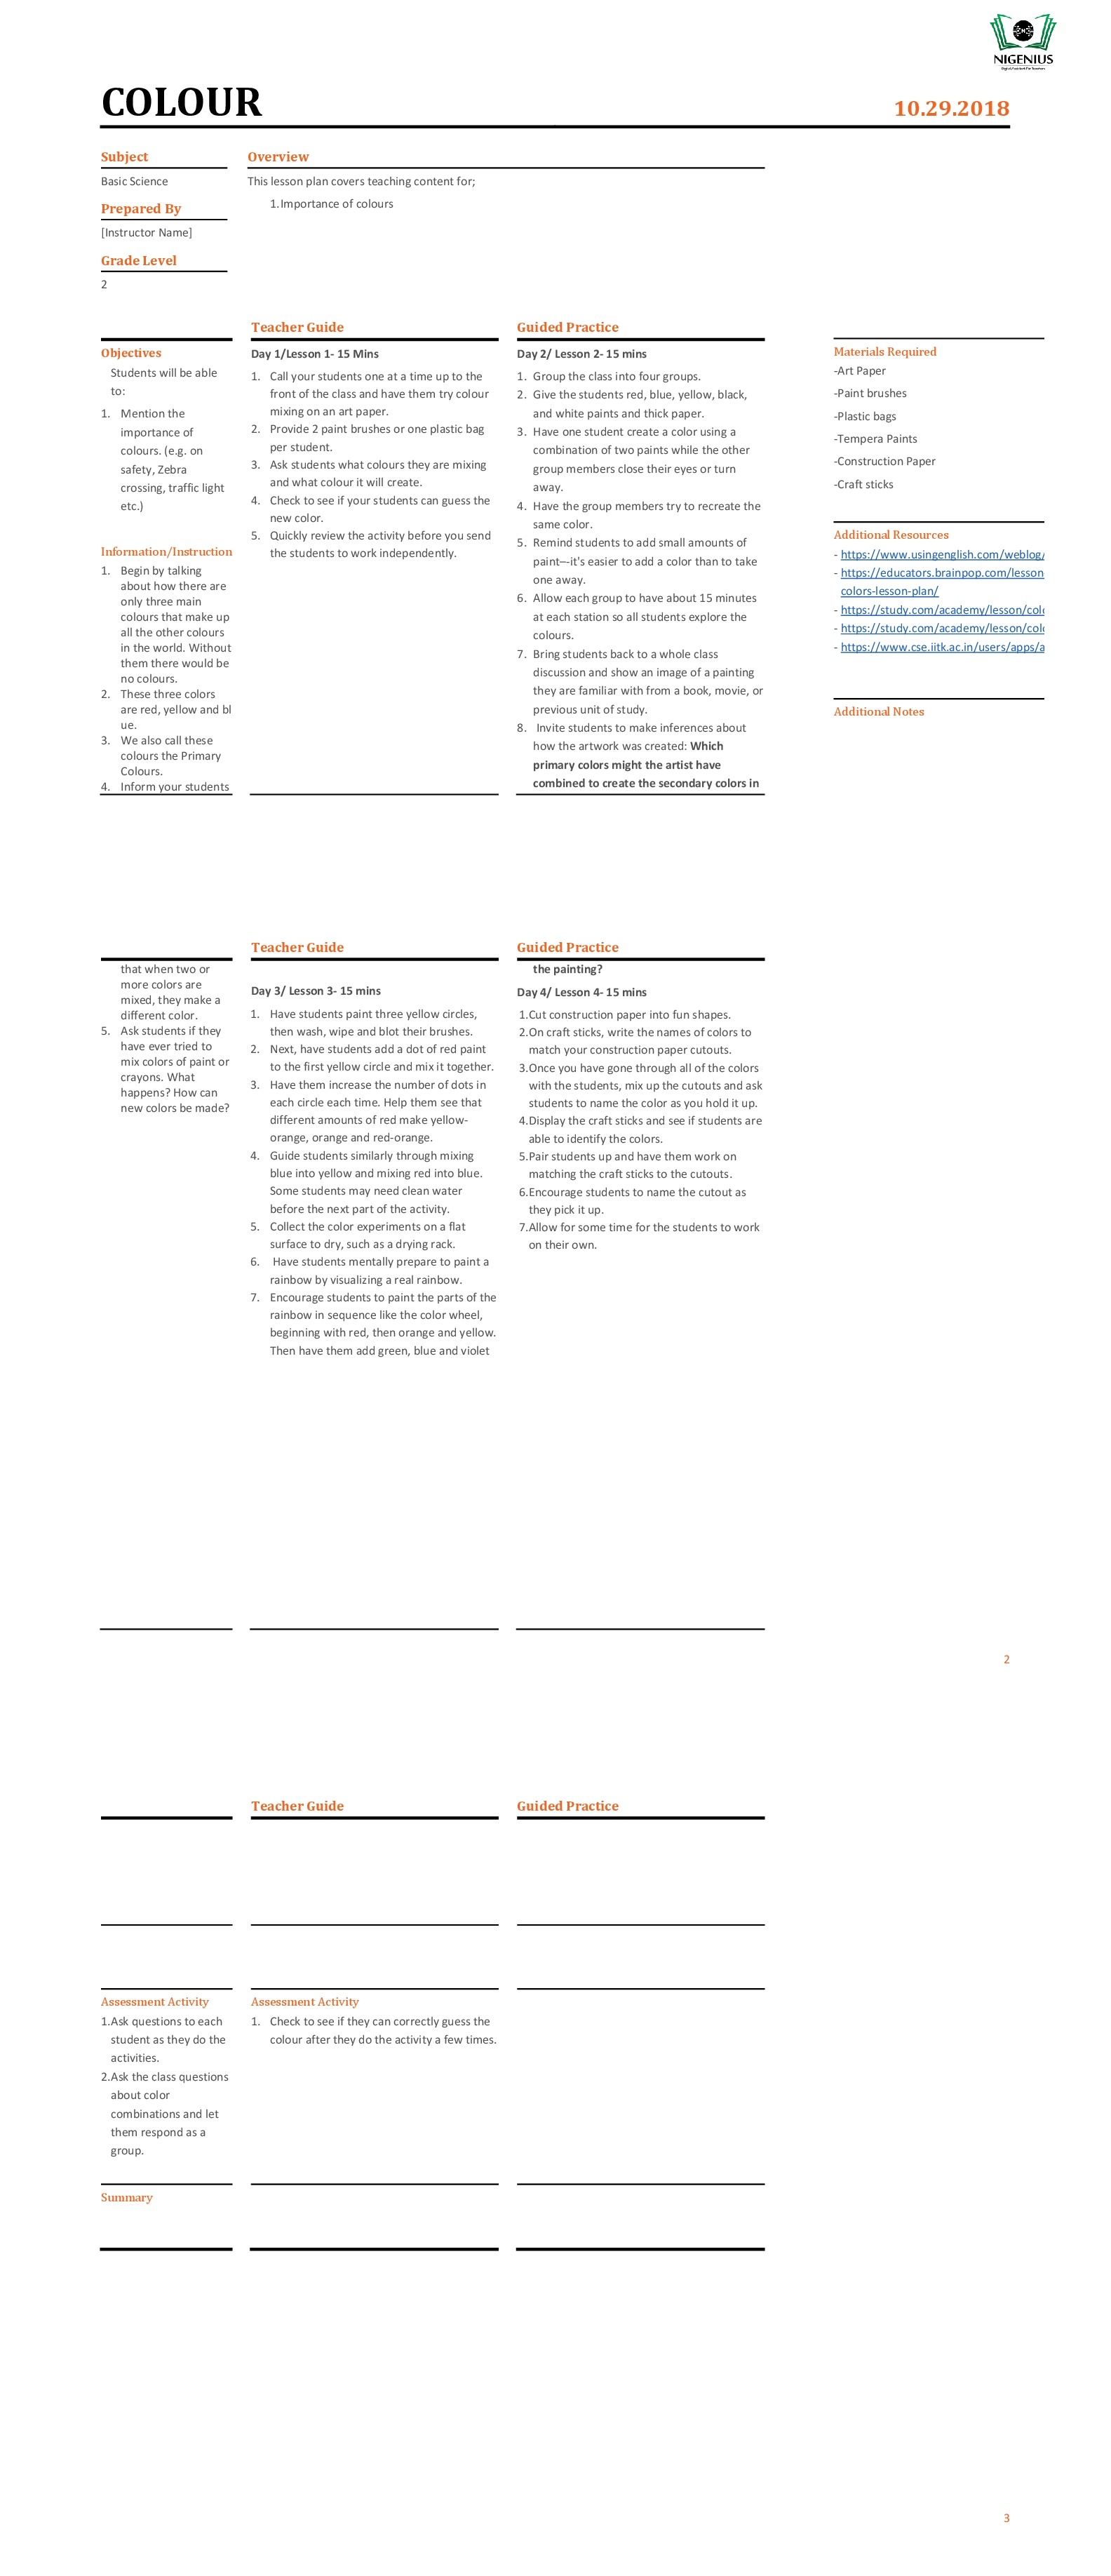 NIGENIUS
Digital Assistant For Teachers
COLOUR
10.29.2018
Subject
Basic Science
Prepared By
[Instructor Name]
Grade Level
2
Overview
This lesson plan covers teaching content for;
1.Importance of colours
Objectives
Students will be able
to:
1. Mention the
importance of
colours. (e.g. on
safety, Zebra
crossing, traffic light
etc.)
Information/Instruction
1. Begin by talking
about how there are
only three main
colours that make up
all the other colours
in the world. Without
them there would be
no colours.
2. These three colors
are red, yellow and bl
ue.
3. We also call these
colours the Primary
Colours.
4. Inform your students
Teacher Guide
Day 1/Lesson 1- 15 Mins
1. Call your students one at a time up to the
front of the class and have them try colour
mixing on an art paper.
2. Provide 2 paint brushes or one plastic bag
per student.
3. Ask students what colours they are mixing
and what colour it will create.
4. Check to see if your students can guess the
new color.
5. Quickly review the activity before you send
the students to work independently.
Guided Practice
Day 2/ Lesson 2- 15 mins
1. Group the class into four groups.
2. Give the students red, blue, yellow, black,
and white paints and thick paper.
3. Have one student create a color using a
combination of two paints while the other
group members close their eyes or turn
away.
4. Have the group members try to recreate the
same color.
5. Remind students to add small amounts of
paint—-it's easier to add a color than to take
one away.
6. Allow each group to have about 15 minutes
at each station so all students explore the
colours.
7. Bring students back to a whole class
discussion and show an image of a painting
they are familiar with from a book, movie, or
previous unit of study.
8. Invite students to make inferences about
how the artwork was created: Which
primary colors might the artist have
combined to create the secondary colors in
Materials Required
-Art Paper
-Paint brushes
-Plastic bags
-Tempera Paints
-Construction Paper
-Craft sticks
Additional Resources
- https://www.usingenglish.com/weblog/
- https://educators.brainpop.com/lesson-
colors-lesson-plan/
- https://study.com/academy/lesson/colo
- https://study.com/academy/lesson/colo
- https://www.cse.iitk.ac.in/users/apps/a
Additional Notes
that when two or
more colors are
mixed, they make a
different color.
5. Ask students if they
have ever tried to
mix colors of paint or
crayons. What
happens? How can
new colors be made?
Teacher Guide
Day 3/ Lesson 3- 15 mins
1. Have students paint three yellow circles,
then wash, wipe and blot their brushes.
2. Next, have students add a dot of red paint
to the first yellow circle and mix it together.
3. Have them increase the number of dots in
each circle each time. Help them see that
different amounts of red make yellow-
orange, orange and red-orange.
4. Guide students similarly through mixing
blue into yellow and mixing red into blue.
Some students may need clean water
before the next part of the activity.
5. Collect the color experiments on a flat
surface to dry, such as a drying rack.
6. Have students mentally prepare to paint a
rainbow by visualizing a real rainbow.
7. Encourage students to paint the parts of the
rainbow in sequence like the color wheel,
beginning with red, then orange and yellow.
Then have them add green, blue and violet
Guided Practice
the painting?
Day 4/ Lesson 4- 15 mins
1.Cut construction paper into fun shapes.
2.On craft sticks, write the names of colors to
match your construction paper cutouts.
3.Once you have gone through all of the colors
with the students, mix up the cutouts and ask
students to name the color as you hold it up.
4.Display the craft sticks and see if students are
able to identify the colors.
5.Pair students up and have them work on
matching the craft sticks to the cutouts.
6.Encourage students to name the cutout as
they pick it up.
7.Allow for some time for the students to work
on their own.
2
Teacher Guide
Guided Practice
Assessment Activity
1.Ask questions to each
student as they do the
activities.
2.Ask the class questions
about color
combinations and let
them respond as a
group.
Assessment Activity
1. Check to see if they can correctly guess the
colour after they do the activity a few times.
Summary
3